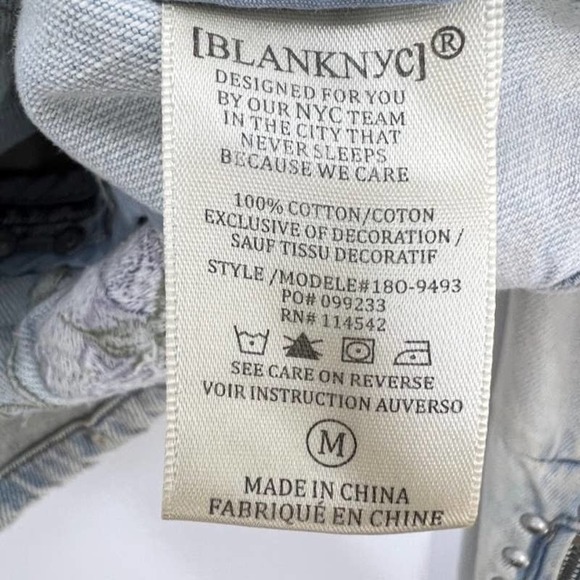 [BLANKNYC]®
DESIGNED FOR YOU
BY OUR NYC TEAM
IN THE CITY THAT
NEVER SLEEPS
BECAUSE WE CARE
100% COTTON/COTON
EXCLUSIVE OF DECORATION /
SAUF TISSU DECORATIF
STYLE /MODELE#180-9493
PO# 099233
RN# 114542
SEE CARE ON REVERSE
VOIR INSTRUCTION AUVERSO
M
MADE IN CHINA
FABRIQUÉ EN CHINE